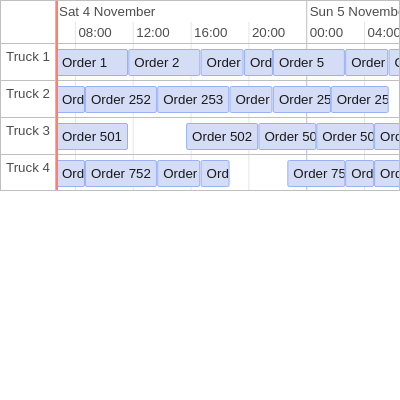 Sat 4 November Sun 5 Novemb
08:00 12:00 16:00 20:00 00:00 04:00
Truck 1 Order 1 Order 2 Order Ord Order 5 Order
Truck 2 Ord Order 252 Order 253 Order Order 25 Order 25
Truck 3 Order 501 Order 502 Order 50 Order 50 Ord
Truck 4 Ord Order 752 Order Ord Order 75 Ord Ord